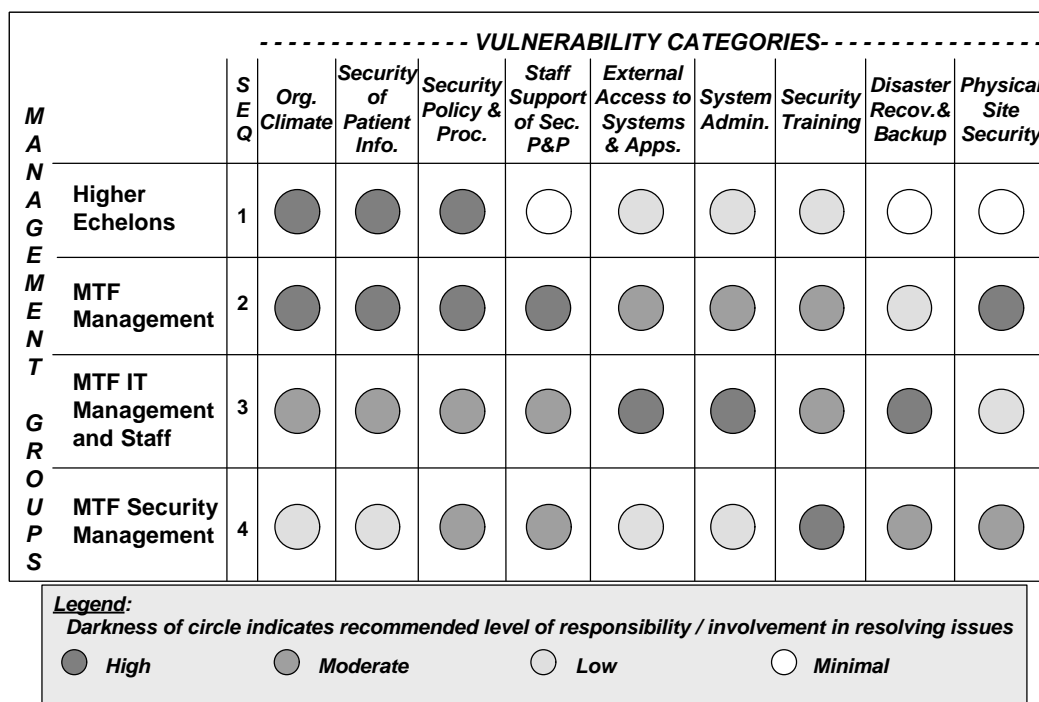 - - - - - - - - - - - - - - - VULNERABILITY CATEGORIES- - - - - - - - - - - - - - - -
MANAGEMENT GROUPS
SEQ
Org.
Climate
Security
of
Patient
Info.
Security
Policy &
Proc.
Staff
Support
of Sec.
P&P
External
Access to
Systems
& Apps.
System
Admin.
Security
Training
Disaster
Recov.&
Backup
Physical
Site
Security
Higher
Echelons
1
MTF
Management
2
MTF IT
Management
and Staff
3
MTF Security
Management
4
Legend:
Darkness of circle indicates recommended level of responsibility / involvement in resolving issues
High
Moderate
Low
Minimal